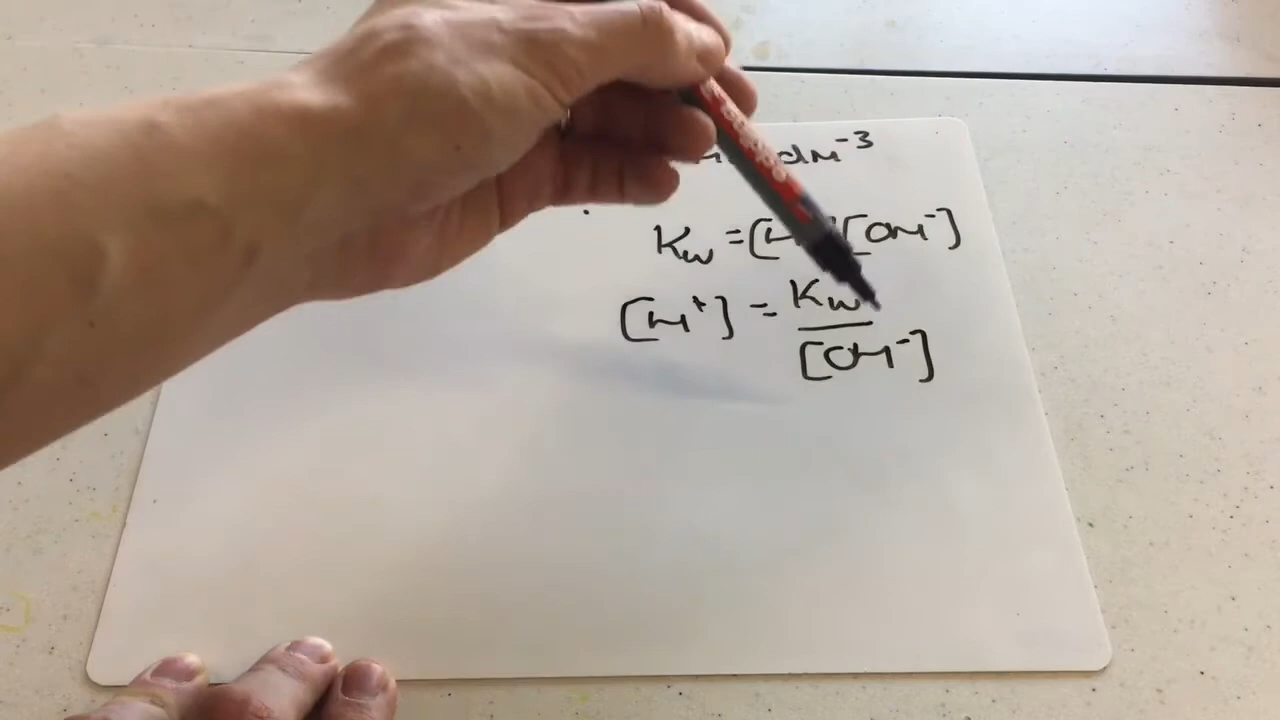 dm⁻³
Kw = [H⁺][OH⁻]
[H⁺] = Kw / [OH⁻]